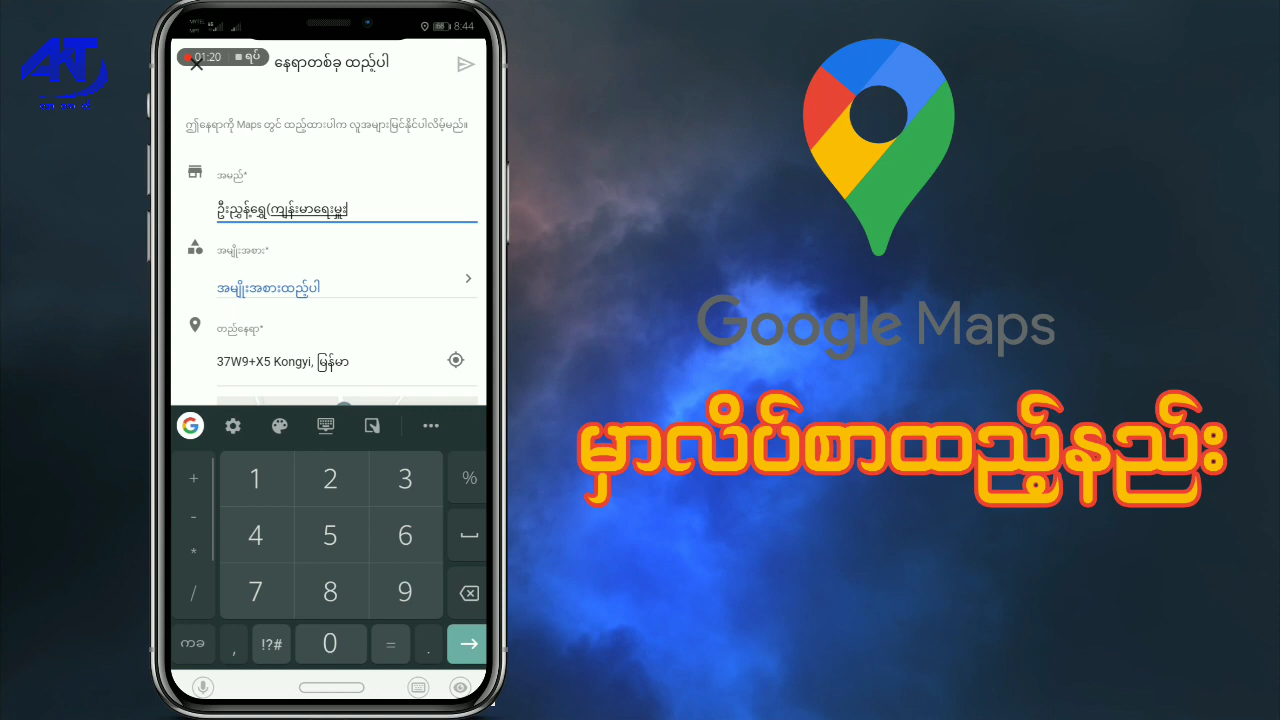 8:44
01:20 ရပ်
နေရာတစ်ခု ထည့်ပါ
ဤနေရာကို Maps တွင် ထည့်ထားပါက လူအများမြင်နိုင်ပါလိမ့်မည်။
အမည်*
ဦးညွန့်ရွှေ(ကျန်းမာရေးမှူး
အမျိုးအစား*
အမျိုးအစားထည့်ပါ
တည်နေရာ*
37W9+X5 Kongyi, မြန်မာ
+ 1 2 3 %
-
4 5 6
*
/ 7 8 9
ကခ , !?# 0 = .
Google Maps
မှာလိပ်စာထည့်နည်း